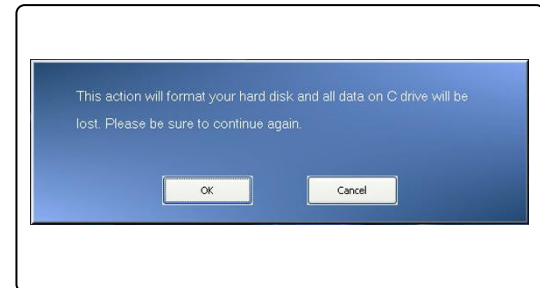 This action will format your hard disk and all data on C drive will be
lost. Please be sure to continue again.
OK
Cancel